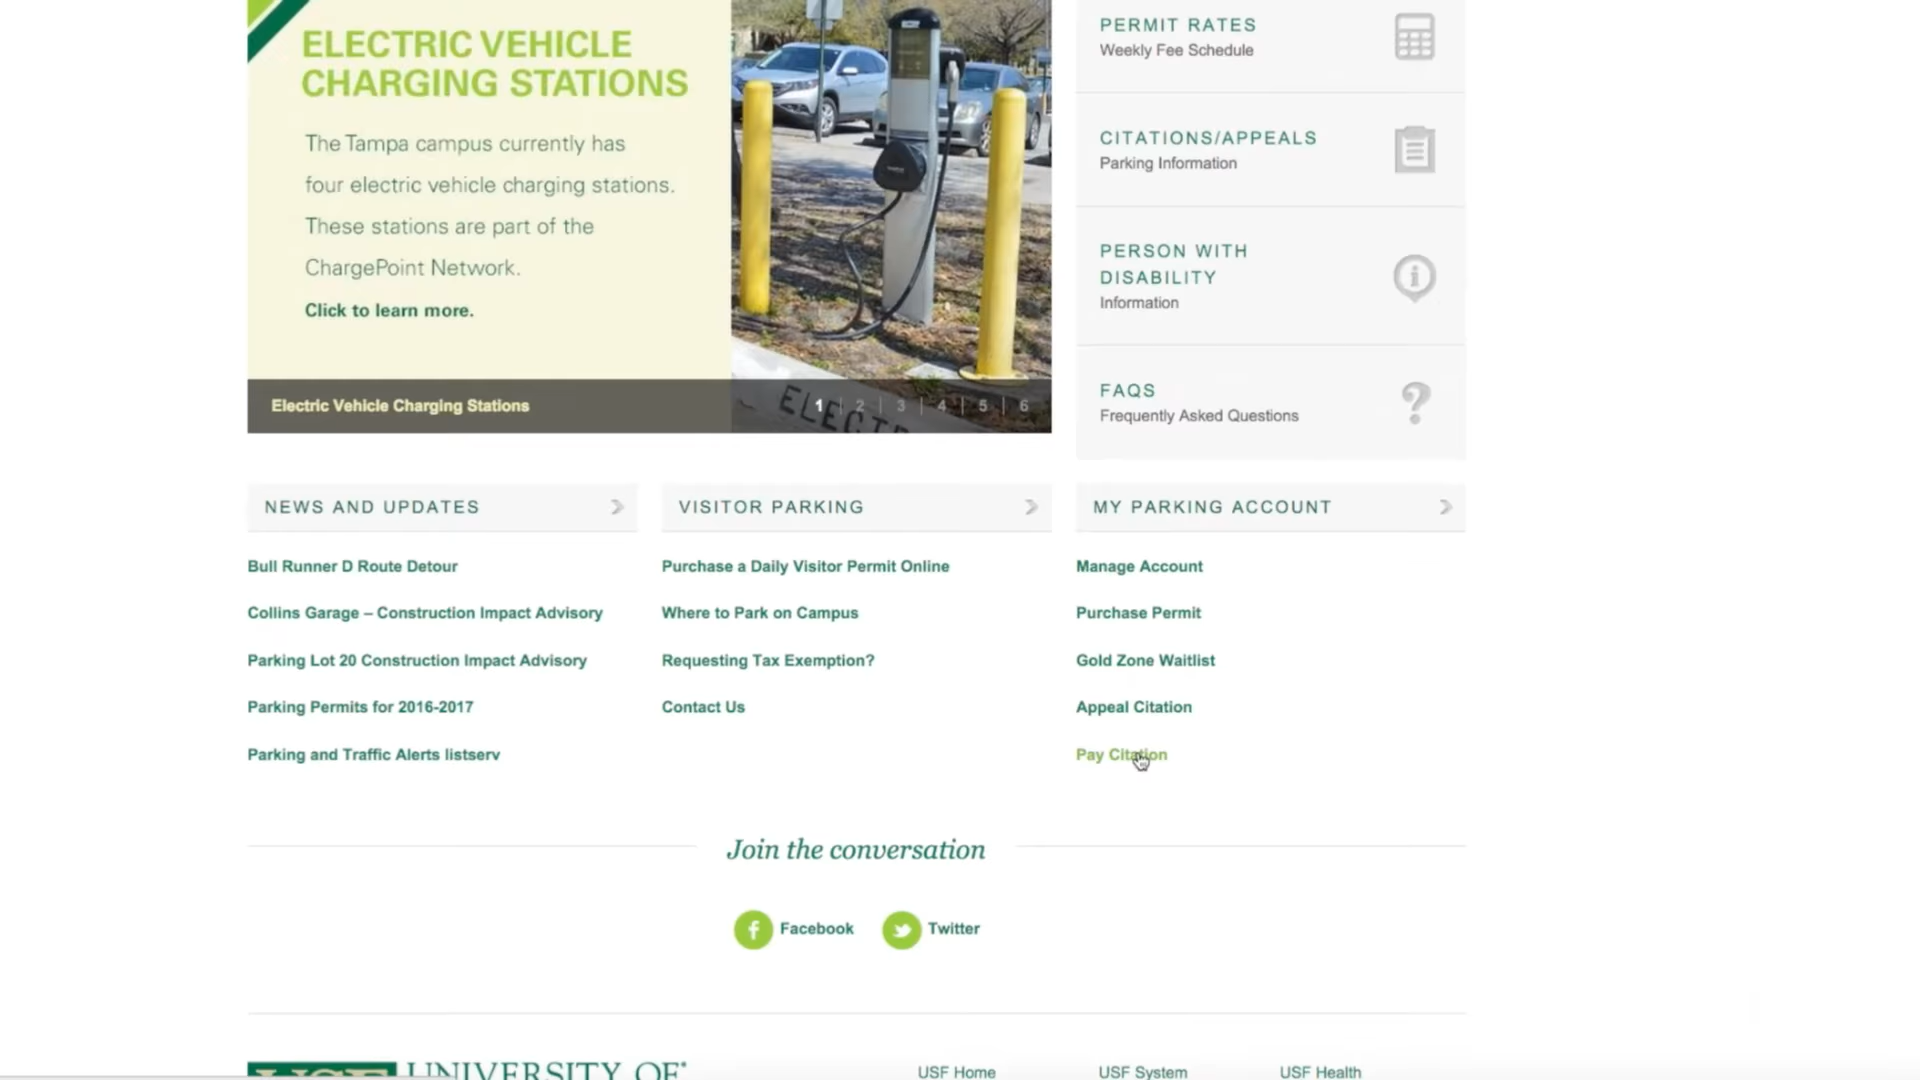 ELECTRIC VEHICLE
CHARGING STATIONS
The Tampa campus currently has
four electric vehicle charging stations.
These stations are part of the
ChargePoint Network.
Click to learn more.
Electric Vehicle Charging Stations
1 | 2 | 3 | 4 | 5 | 6
PERMIT RATES
Weekly Fee Schedule
CITATIONS/APPEALS
Parking Information
PERSON WITH
DISABILITY
Information
FAQS
Frequently Asked Questions
NEWS AND UPDATES
Bull Runner D Route Detour
Collins Garage – Construction Impact Advisory
Parking Lot 20 Construction Impact Advisory
Parking Permits for 2016-2017
Parking and Traffic Alerts listserv
VISITOR PARKING
Purchase a Daily Visitor Permit Online
Where to Park on Campus
Requesting Tax Exemption?
Contact Us
MY PARKING ACCOUNT
Manage Account
Purchase Permit
Gold Zone Waitlist
Appeal Citation
Pay Citation
Join the conversation
Facebook
Twitter
USF UNIVERSITY OF
USF Home
USF System
USF Health